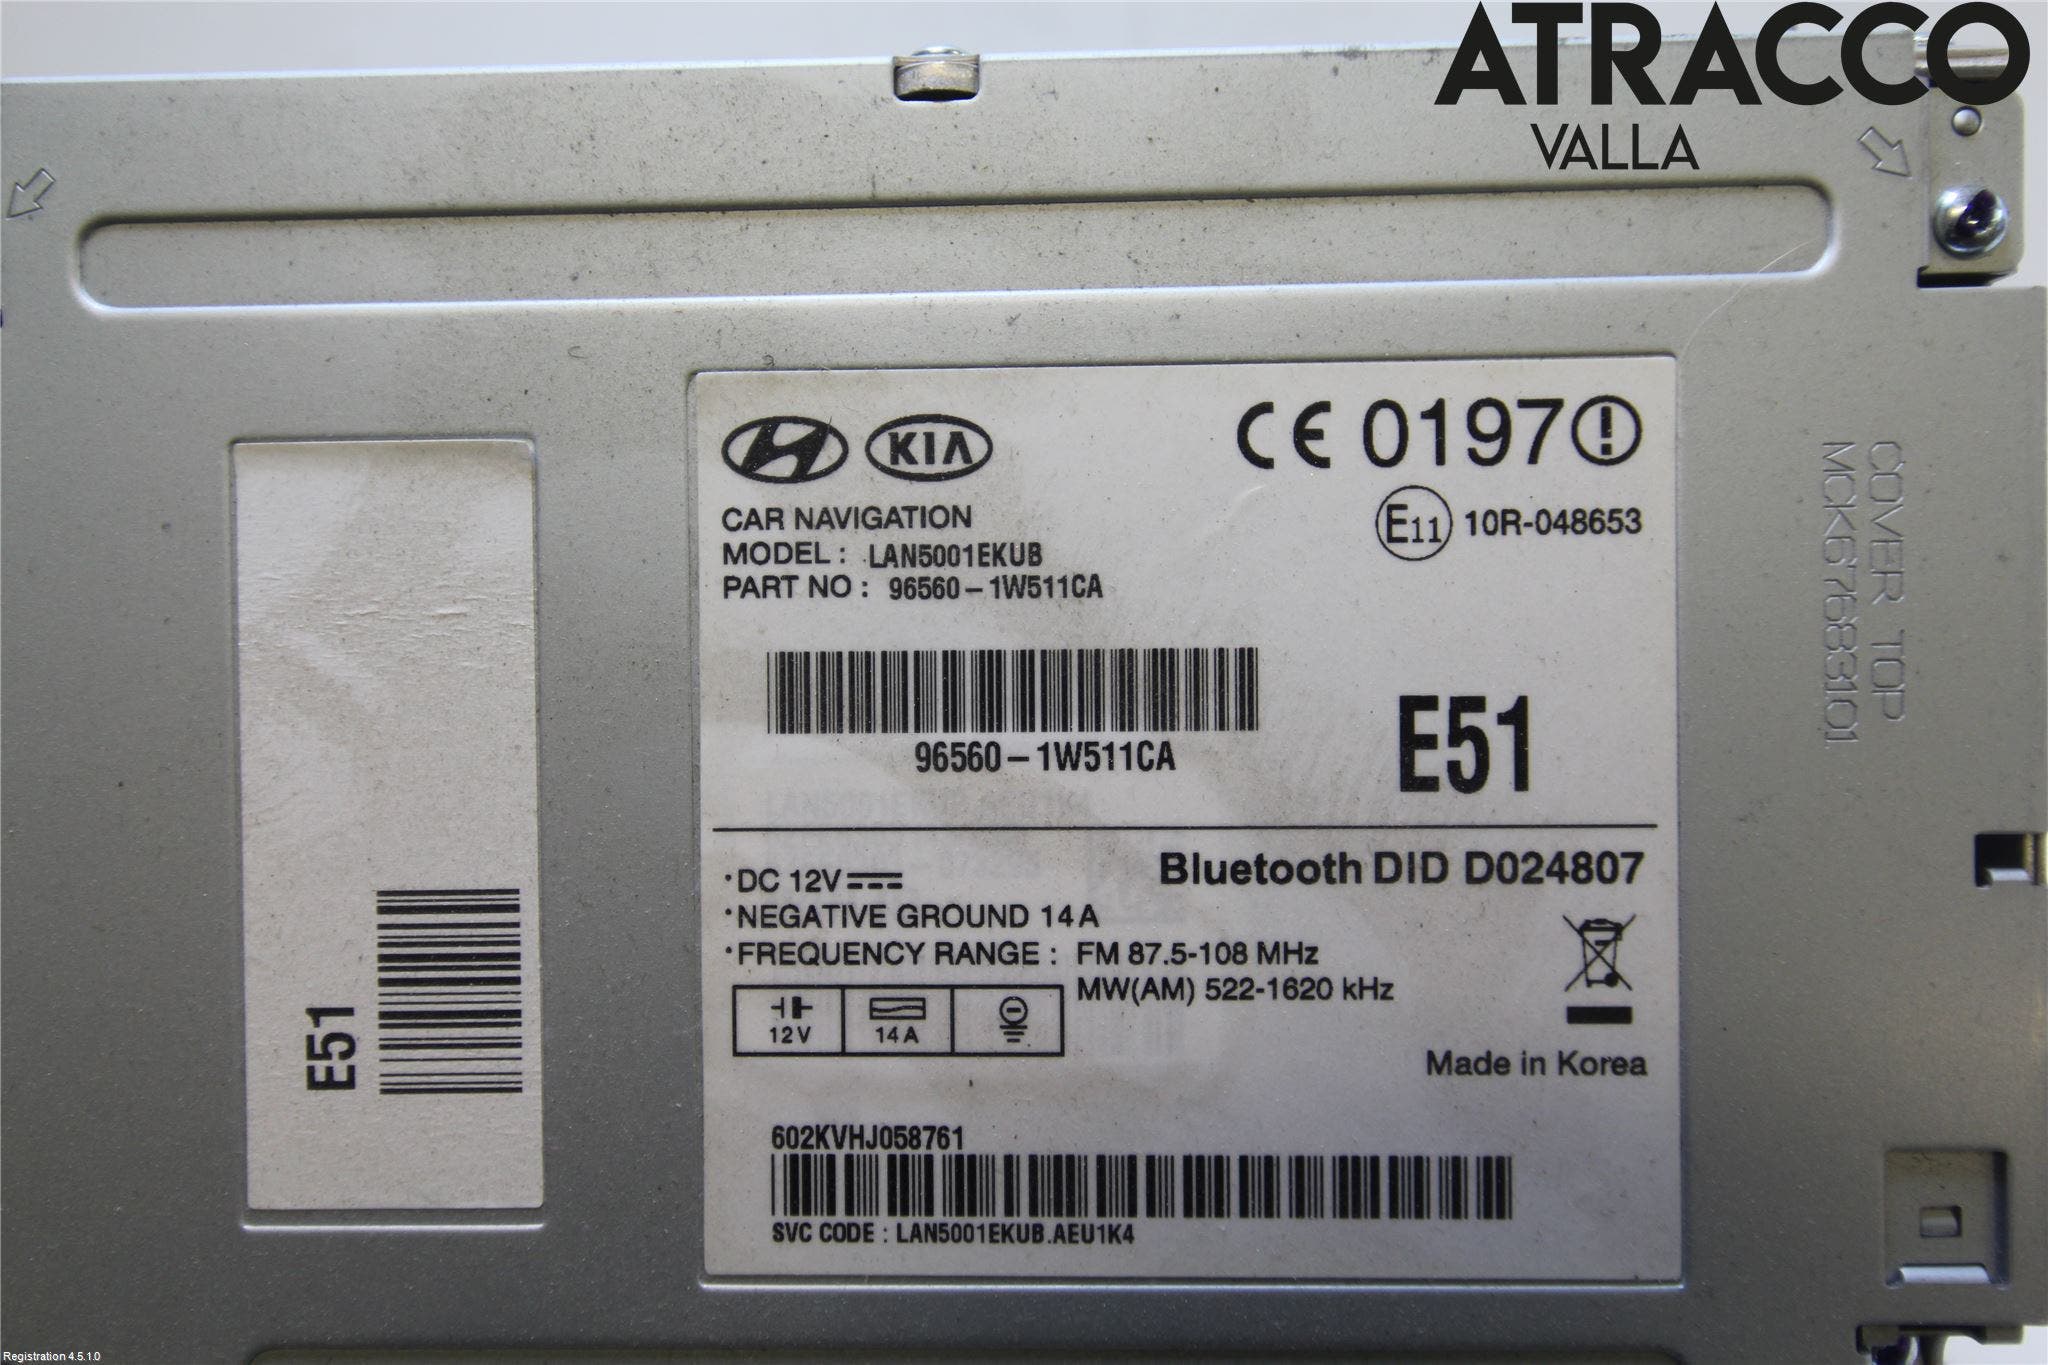 ATRACCO
VALLA
KIA
CE 0197
CAR NAVIGATION
E11 10R-048653
MODEL : LAN5001EKUB
PART NO : 96560-1W511CA
96560-1W511CA
E51
COVER TOP
MCK67683101
·DC 12V
Bluetooth DID D024807
·NEGATIVE GROUND 14A
·FREQUENCY RANGE : FM 87.5-108 MHz
MW(AM) 522-1620 kHz
12V 14A
Made in Korea
E51
602KVHJ058761
SVC CODE : LAN5001EKUB.AEU1K4
Registration 4.5.1.0